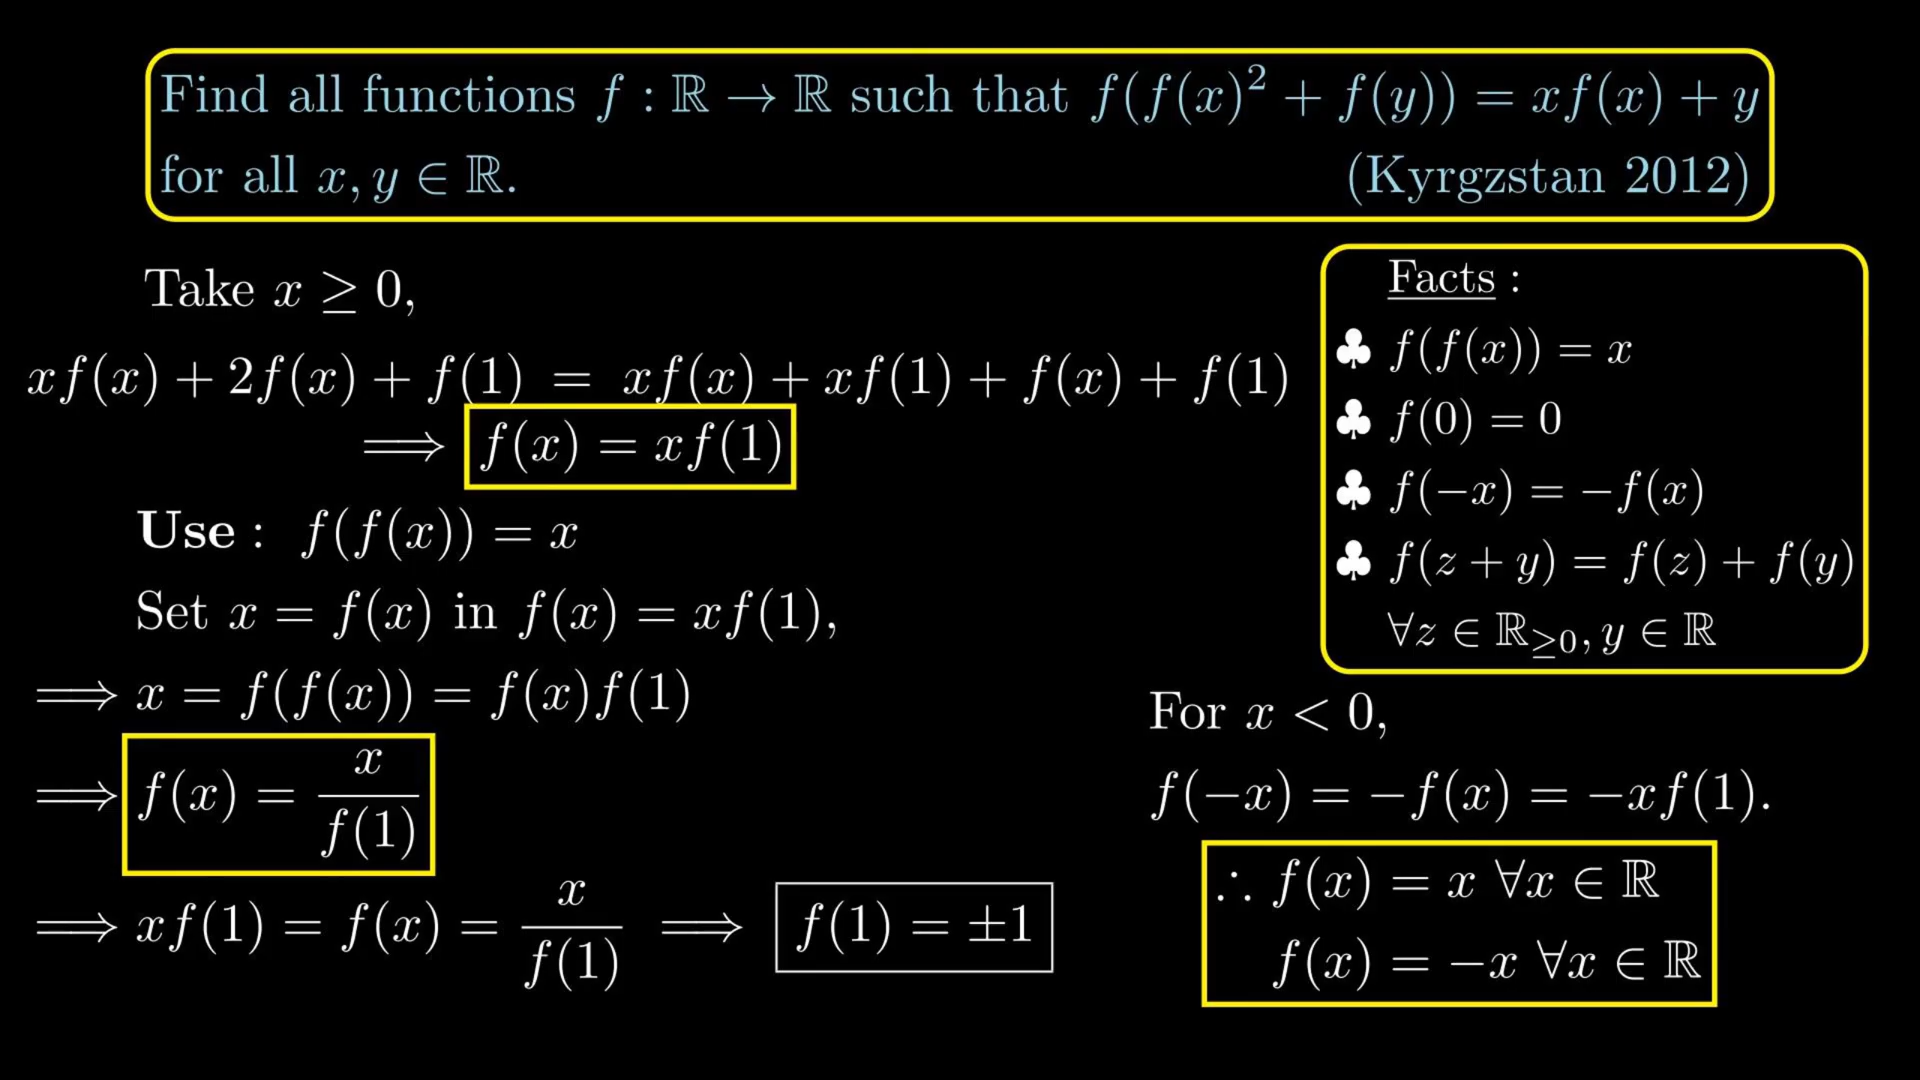 Find all functions f : ℝ → ℝ such that f(f(x)² + f(y)) = xf(x) + y
for all x, y ∈ ℝ. (Kyrgzstan 2012)
Take x ≥ 0,
xf(x) + 2f(x) + f(1) = xf(x) + xf(1) + f(x) + f(1)
⟹ f(x) = xf(1)
Use : f(f(x)) = x
Set x = f(x) in f(x) = xf(1),
⟹ x = f(f(x)) = f(x)f(1)
⟹ f(x) = x/f(1)
⟹ xf(1) = f(x) = x/f(1) ⟹ f(1) = ±1
Facts :
♣ f(f(x)) = x
♣ f(0) = 0
♣ f(−x) = −f(x)
♣ f(z + y) = f(z) + f(y)
∀z ∈ ℝ≥0, y ∈ ℝ
For x < 0,
f(−x) = −f(x) = −xf(1).
∴ f(x) = x ∀x ∈ ℝ
f(x) = −x ∀x ∈ ℝ